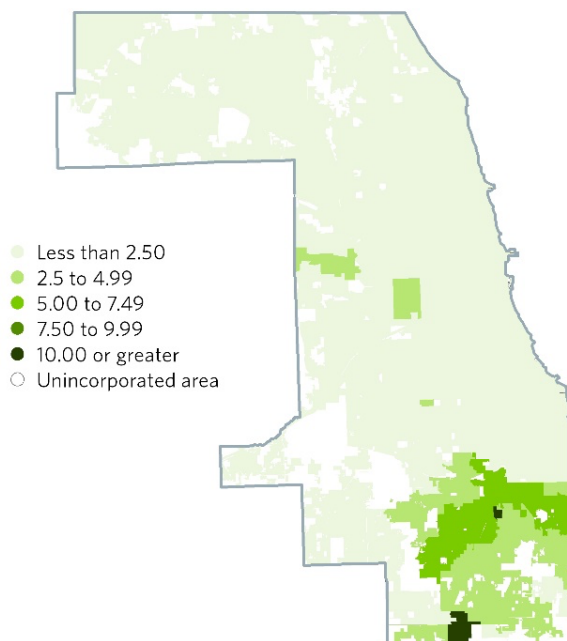 Less than 2.50
2.5 to 4.99
5.00 to 7.49
7.50 to 9.99
10.00 or greater
Unincorporated area